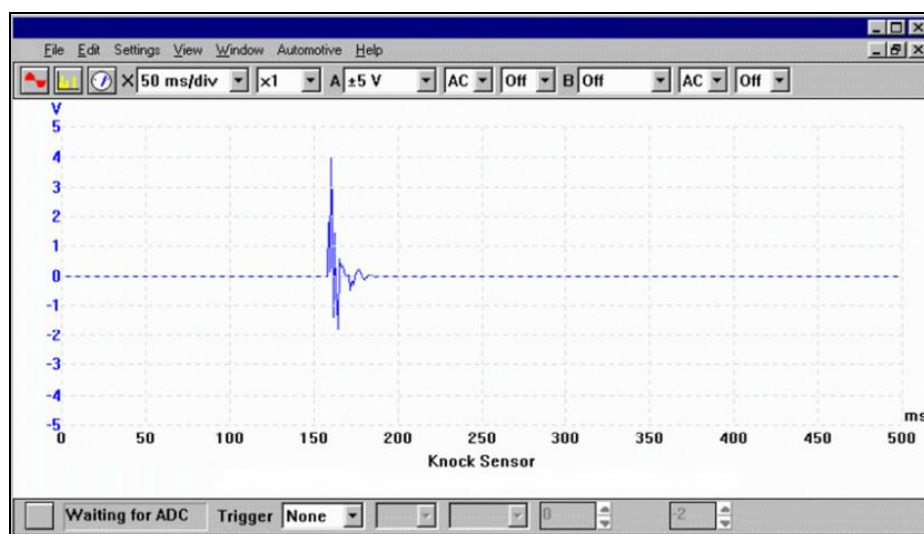 File Edit Settings View Window Automotive Help
X 50 ms/div x1 A ±5 V AC Off B Off AC Off
V
5
4
3
2
1
0
-1
-2
-3
-4
-5
ms
0 50 100 150 200 250 300 350 400 450 500
Knock Sensor
Waiting for ADC Trigger None 0 -2